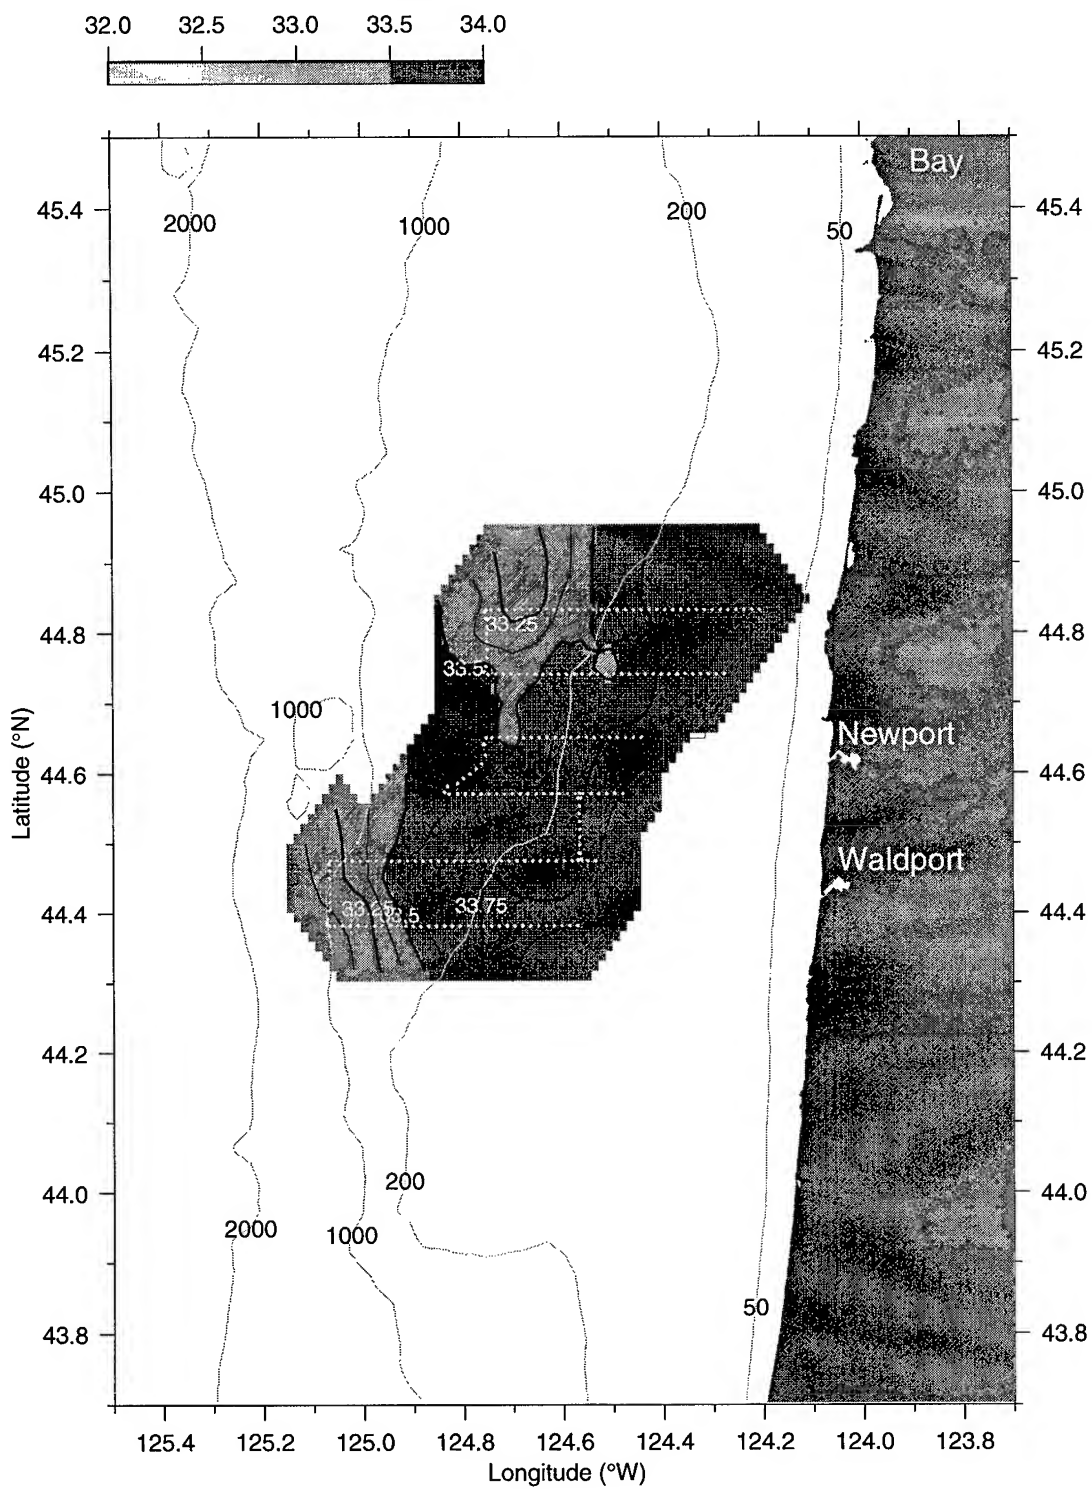 32.0 32.5 33.0 33.5 34.0
Bay
45.4 2000 1000 200 50 45.4
45.2 45.2
45.0 45.0
44.8 33.25 44.8
33.5
1000 Newport
44.6 44.6
Waldport
44.4 33.25 33.5 33.75 44.4
44.2 44.2
44.0 200 44.0
2000 1000
43.8 50 43.8
Latitude (°N)
125.4 125.2 125.0 124.8 124.6 124.4 124.2 124.0 123.8
Longitude (°W)